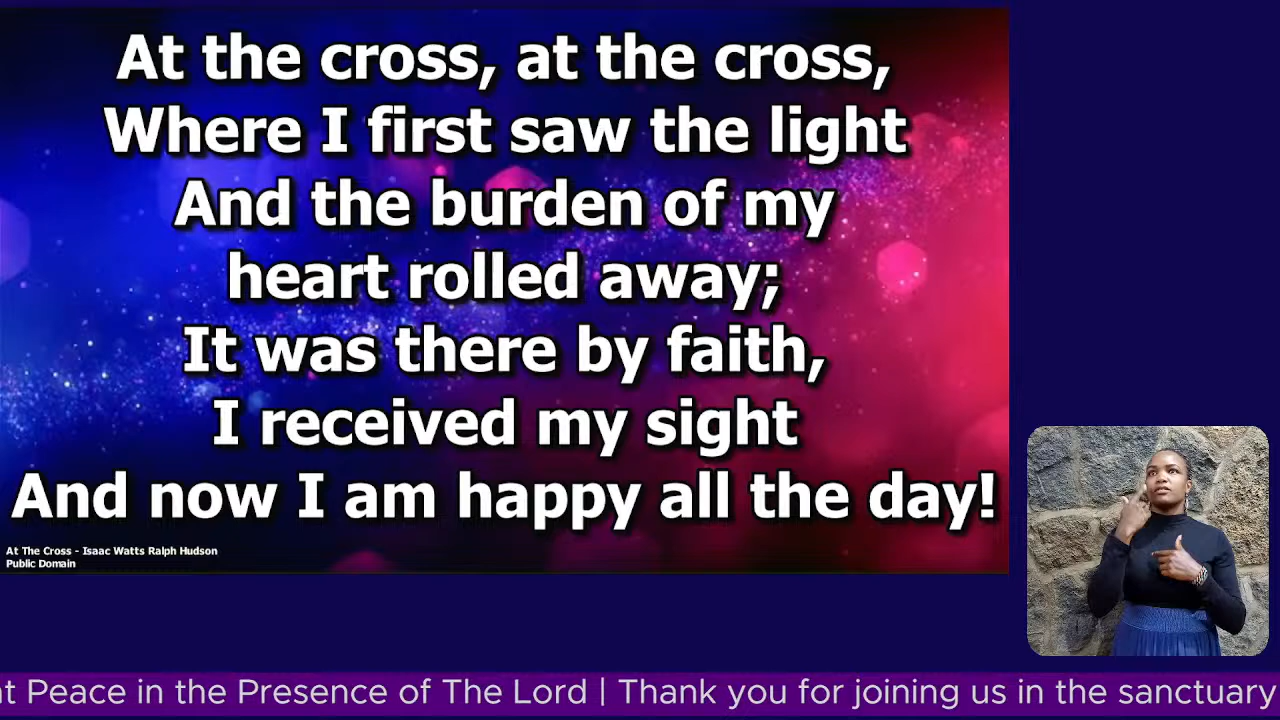 At the cross, at the cross,
Where I first saw the light
And the burden of my
heart rolled away;
It was there by faith,
I received my sight
And now I am happy all the day!
At The Cross - Isaac Watts Ralph Hudson
Public Domain
Peace in the Presence of The Lord | Thank you for joining us in the sanctuary